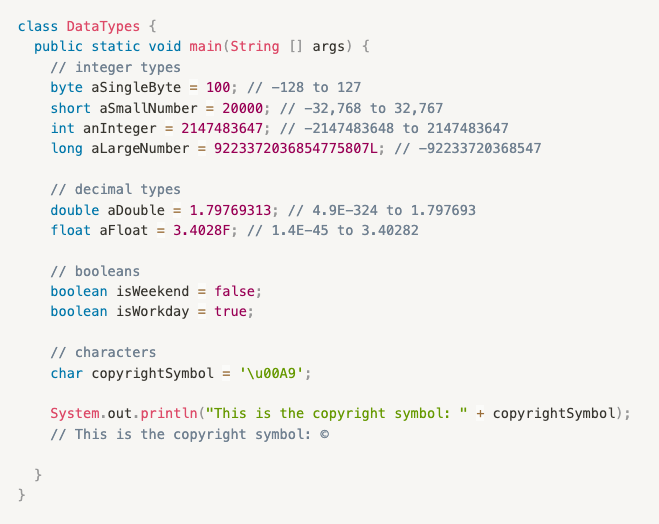 class DataTypes {
  public static void main(String [] args) {
    // integer types
    byte aSingleByte = 100; // -128 to 127
    short aSmallNumber = 20000; // -32,768 to 32,767
    int anInteger = 2147483647; // -2147483648 to 2147483647
    long aLargeNumber = 9223372036854775807L; // -92233720368547
    // decimal types
    double aDouble = 1.79769313; // 4.9E-324 to 1.797693
    float aFloat = 3.4028F; // 1.4E-45 to 3.40282
    // booleans
    boolean isWeekend = false;
    boolean isWorkday = true;
    // characters
    char copyrightSymbol = '\u00A9';
    System.out.println("This is the copyright symbol: " + copyrightSymbol);
    // This is the copyright symbol: ©
  }
}